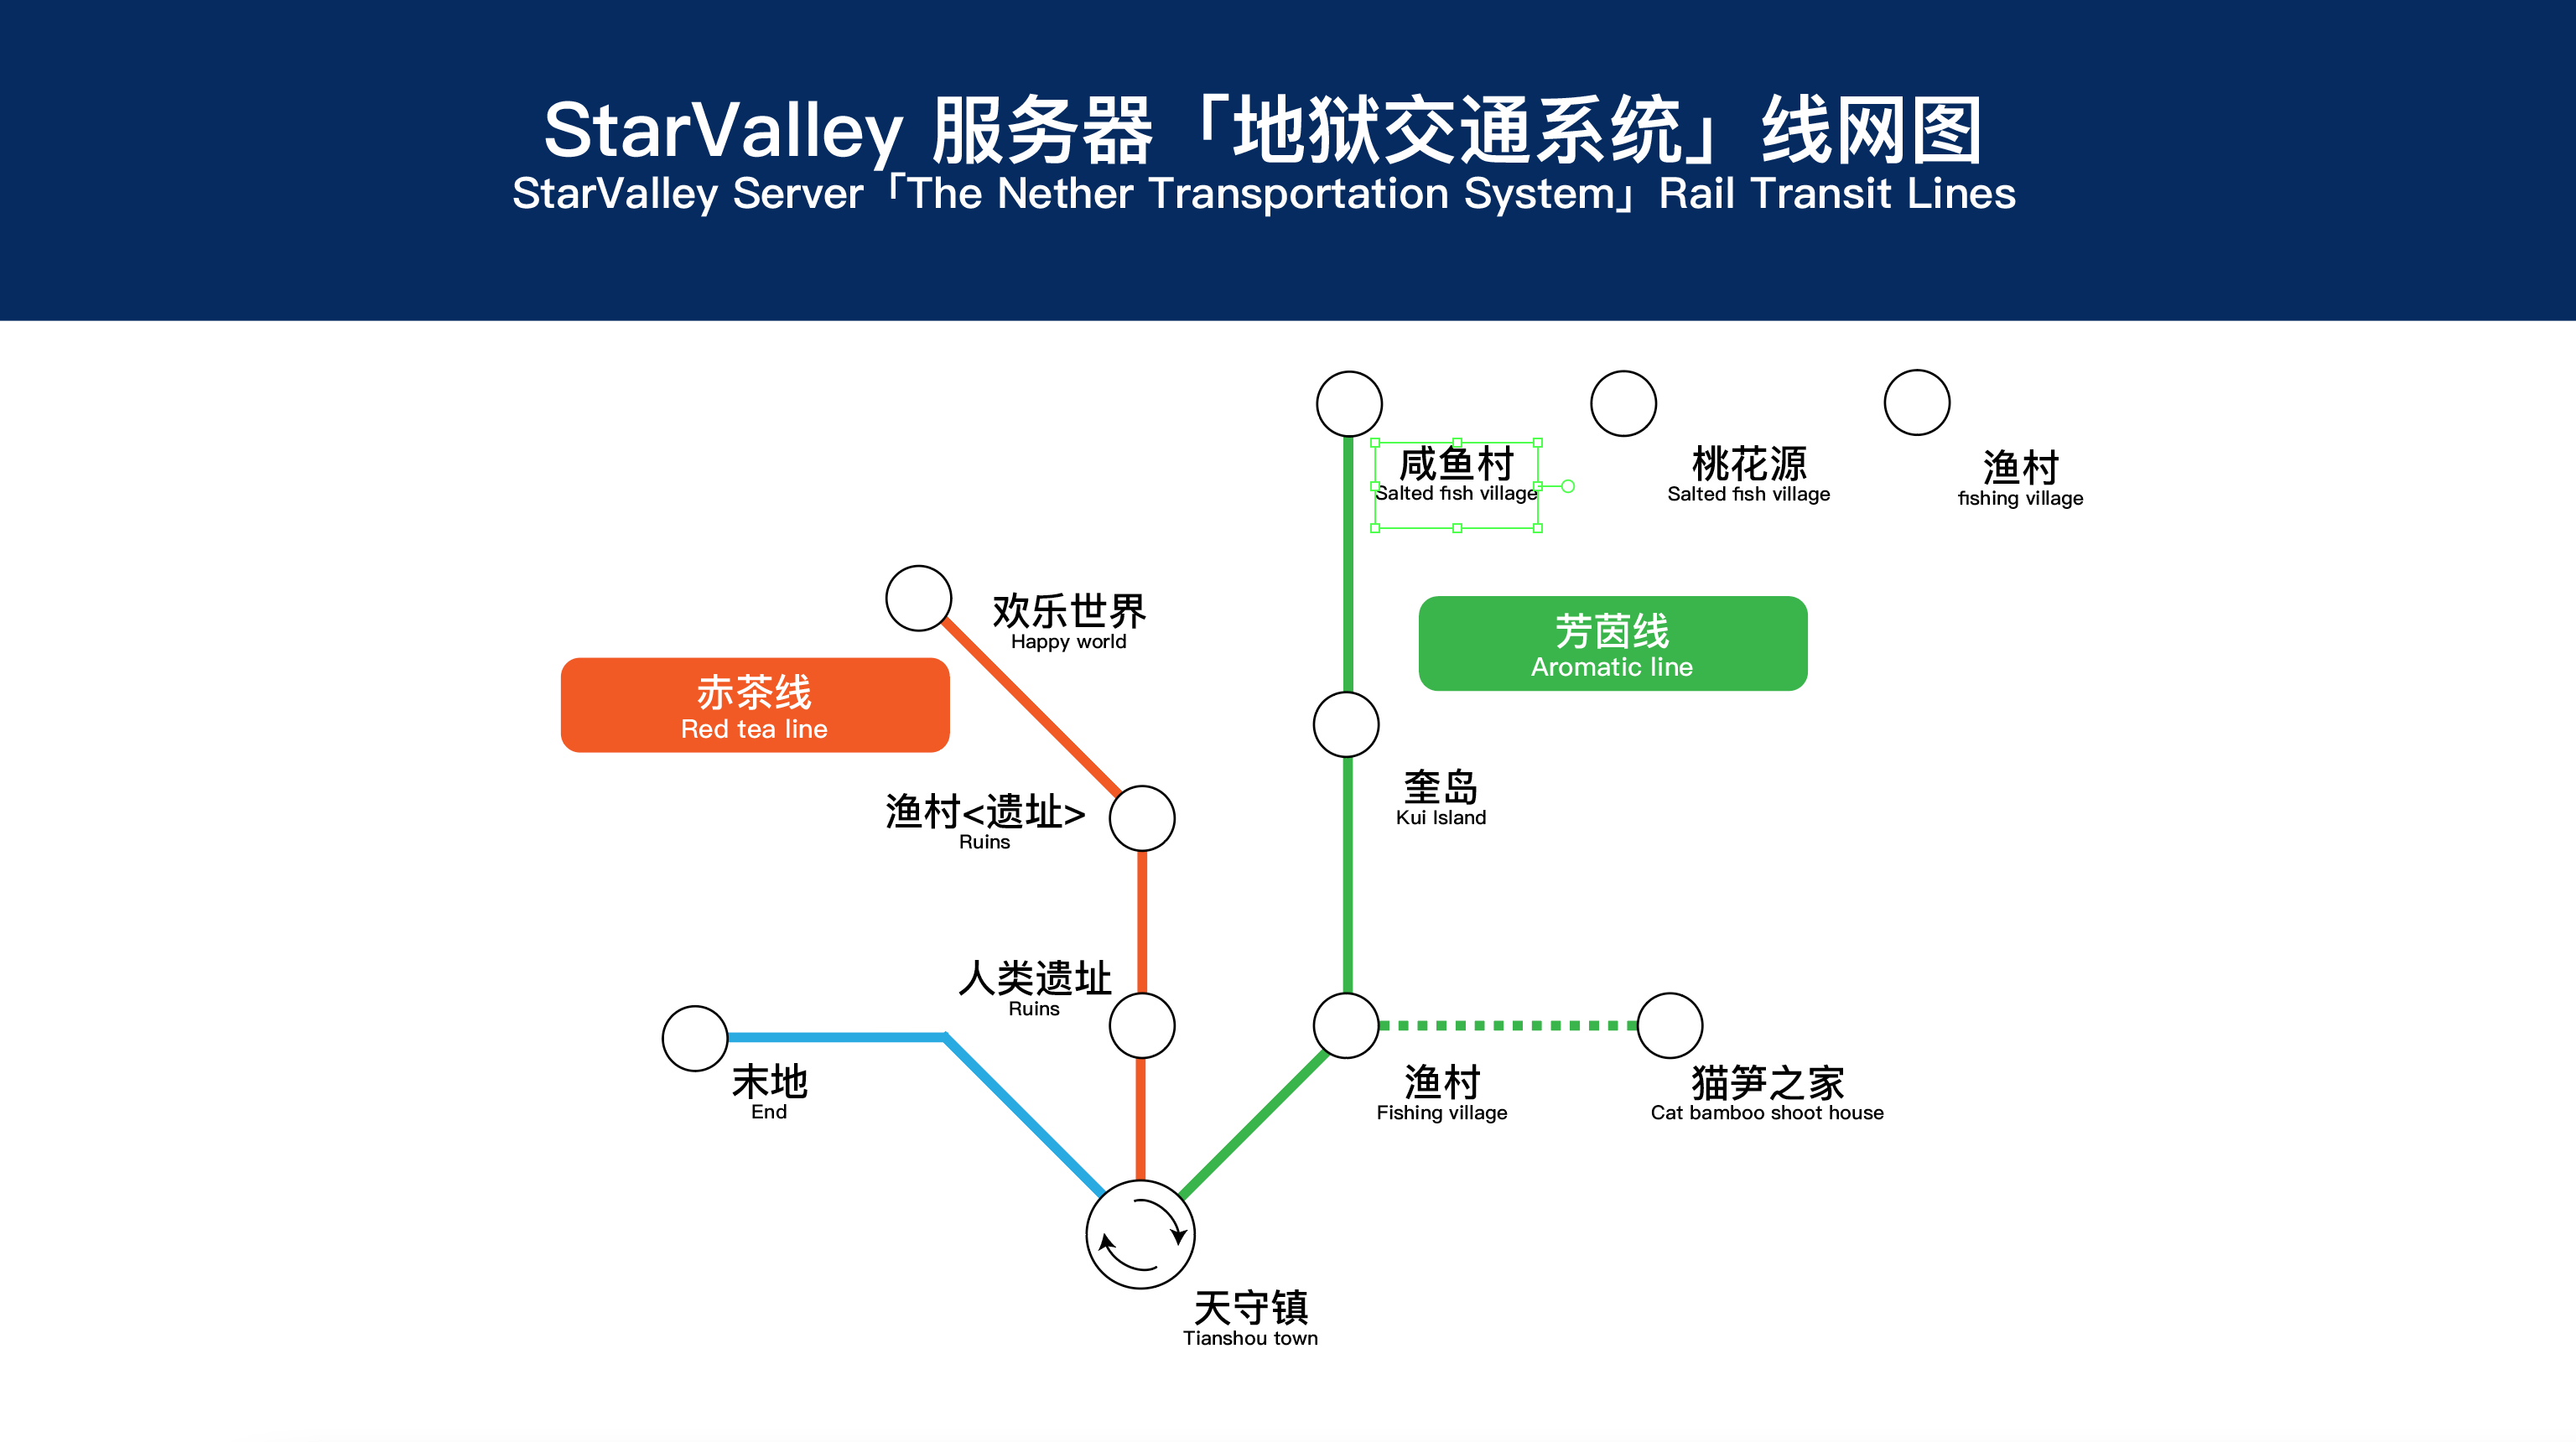 StarValley 服务器「地狱交通系统」线网图
StarValley Server「The Nether Transportation System」Rail Transit Lines
咸鱼村
Salted fish village
桃花源
Salted fish village
渔村
fishing village
欢乐世界
Happy world
芳茵线
Aromatic line
赤茶线
Red tea line
奎岛
Kui Island
渔村<遗址>
Ruins
人类遗址
Ruins
末地
End
渔村
Fishing village
猫笋之家
Cat bamboo shoot house
天守镇
Tianshou town